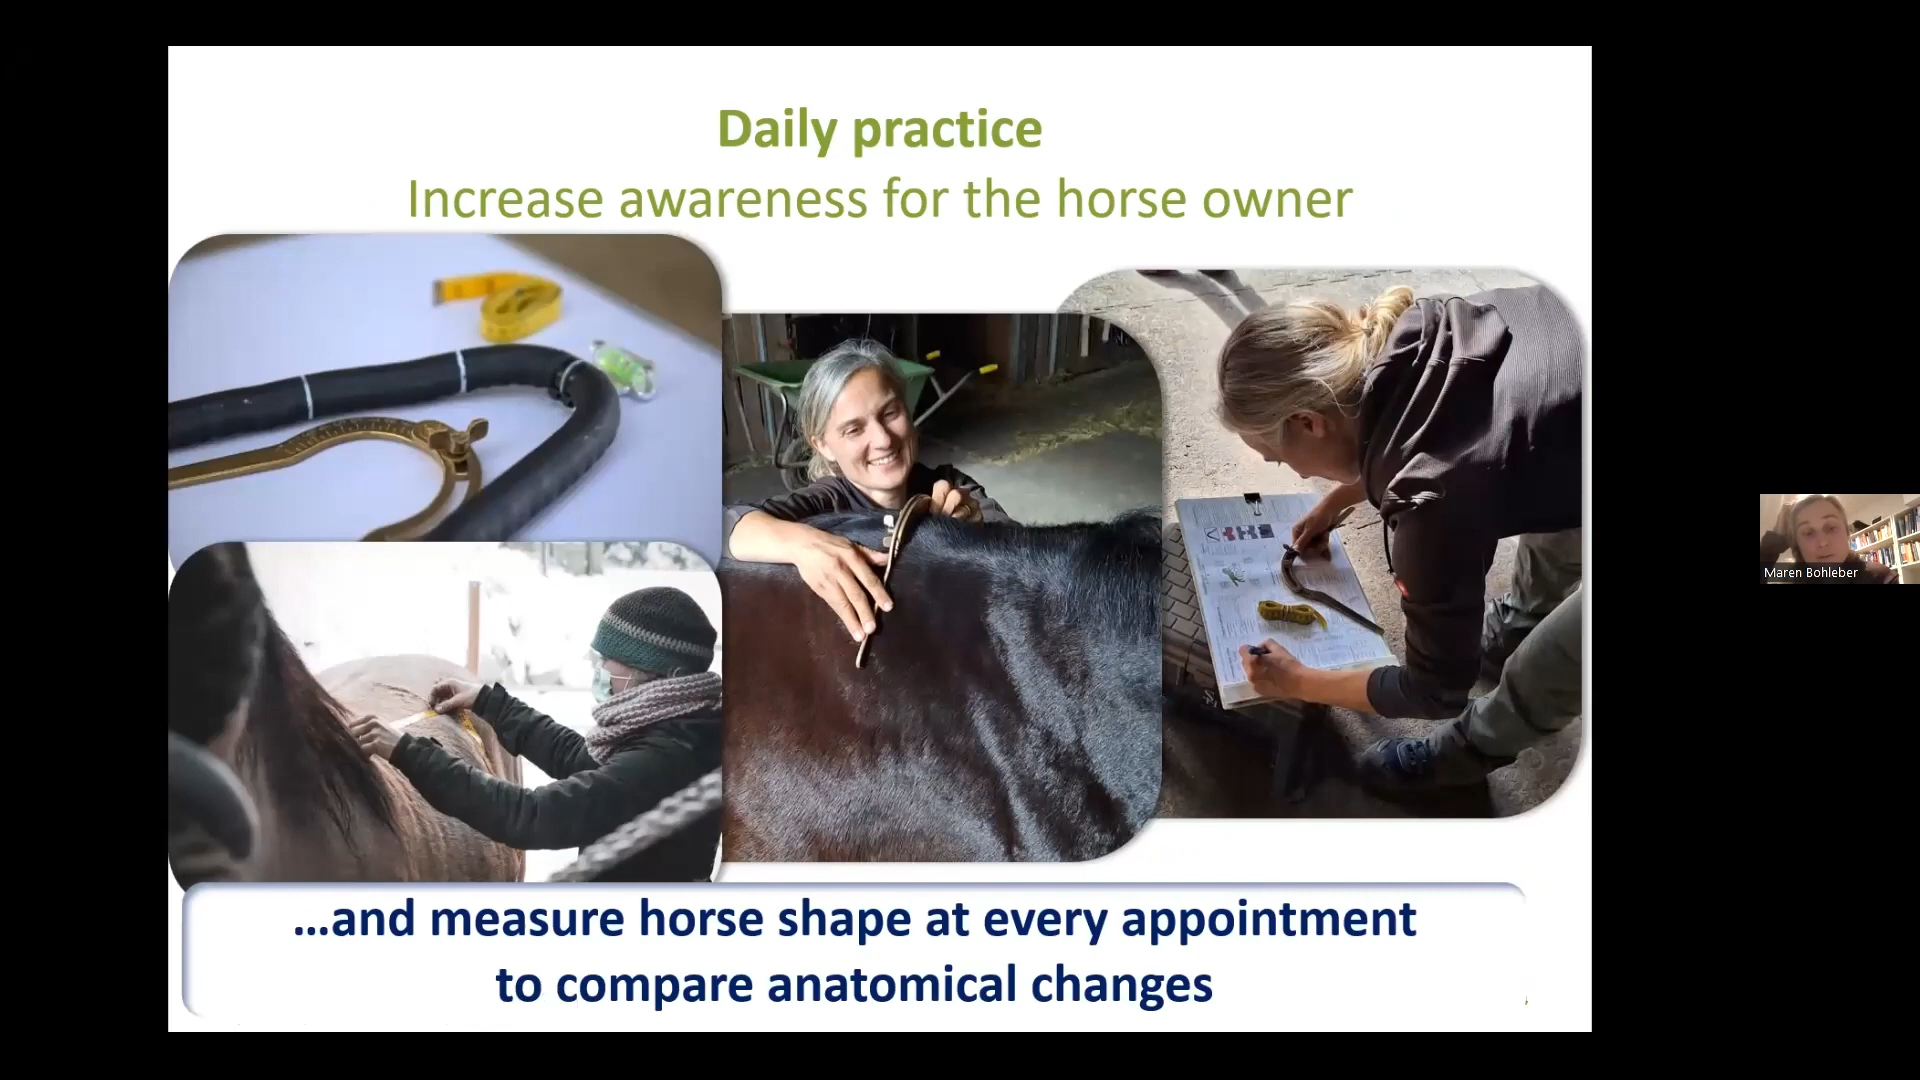 Daily practice
Increase awareness for the horse owner
...and measure horse shape at every appointment
to compare anatomical changes
Maren Bohleber